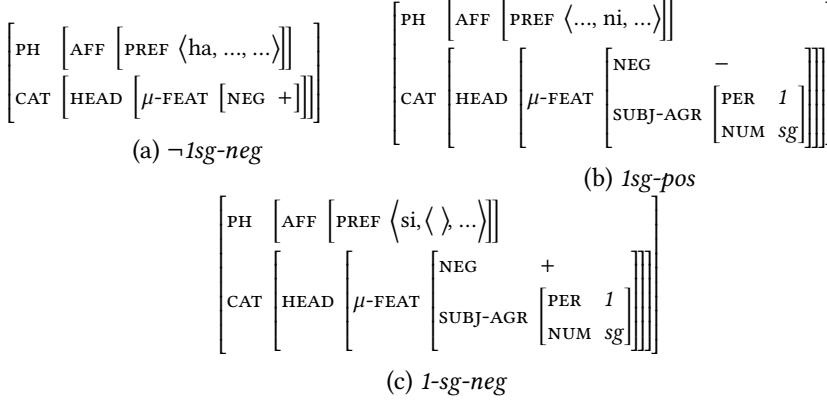 PH [AFF [PREF ⟨ha, ..., ...⟩]]
CAT [HEAD [μ-FEAT [NEG +]]]
(a) ¬1sg-neg
PH [AFF [PREF ⟨..., ni, ...⟩]]
NEG −
CAT [HEAD [μ-FEAT [SUBJ-AGR [PER 1
NUM sg]]]]
(b) 1sg-pos
PH [AFF [PREF ⟨si, ⟨ ⟩, ...⟩]]
NEG +
CAT [HEAD [μ-FEAT [SUBJ-AGR [PER 1
NUM sg]]]]
(c) 1-sg-neg